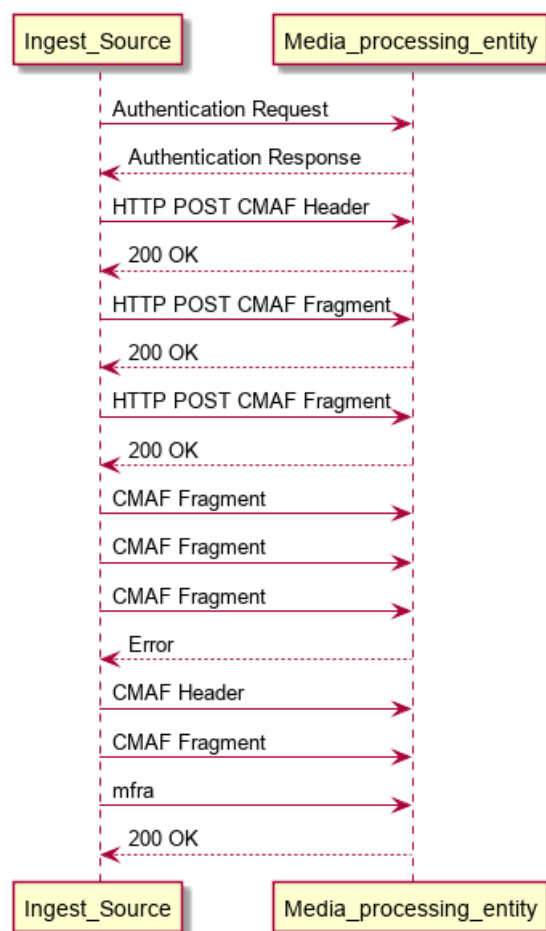 Ingest_Source Media_processing_entity
Authentication Request
Authentication Response
HTTP POST CMAF Header
200 OK
HTTP POST CMAF Fragment
200 OK
HTTP POST CMAF Fragment
200 OK
CMAF Fragment
CMAF Fragment
CMAF Fragment
Error
CMAF Header
CMAF Fragment
mfra
200 OK
Ingest_Source Media_processing_entity